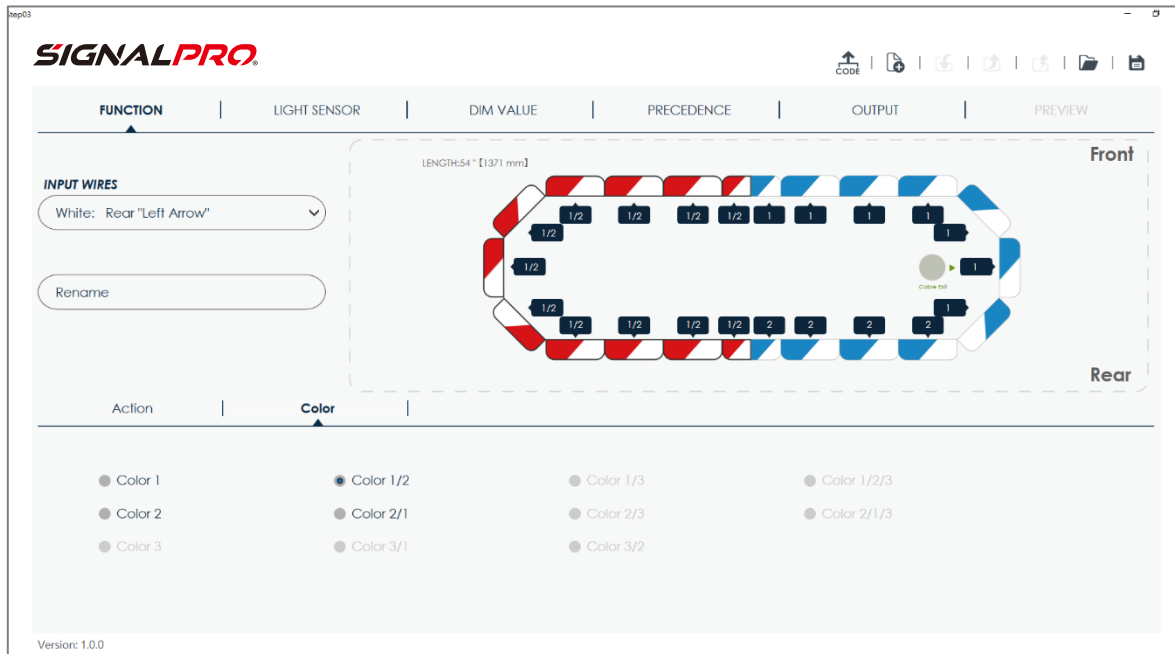 Step03
SIGNALPRO.
CODE
FUNCTION LIGHT SENSOR DIM VALUE PRECEDENCE OUTPUT PREVIEW
LENGTH:54 "【1371 mm】
Front
INPUT WIRES
White: Rear "Left Arrow"
Rename
1/2 1/2 1/2 1/2 1 1 1 1
1/2 1
1/2 1
Cable Exit
1/2 1
1/2 1/2 1/2 1/2 2 2 2 2
Rear
Action Color
Color 1 Color 1/2 Color 1/3 Color 1/2/3
Color 2 Color 2/1 Color 2/3 Color 2/1/3
Color 3 Color 3/1 Color 3/2
Version: 1.0.0